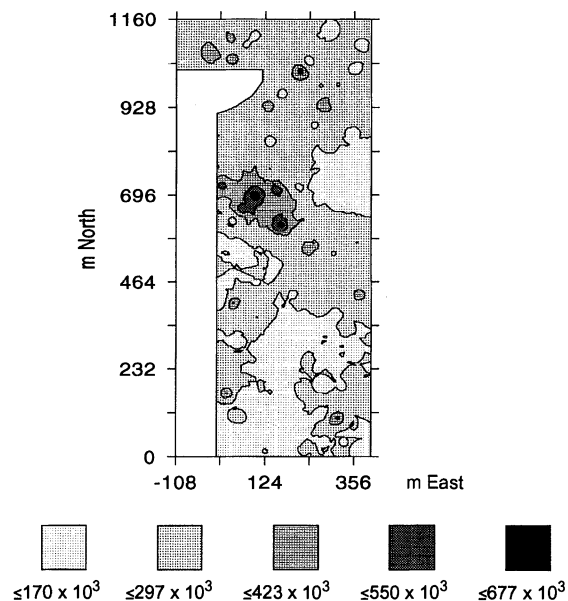 1160
928
696
464
232
0
m North
-108 124 356 m East
≤170 x 10³ ≤297 x 10³ ≤423 x 10³ ≤550 x 10³ ≤677 x 10³